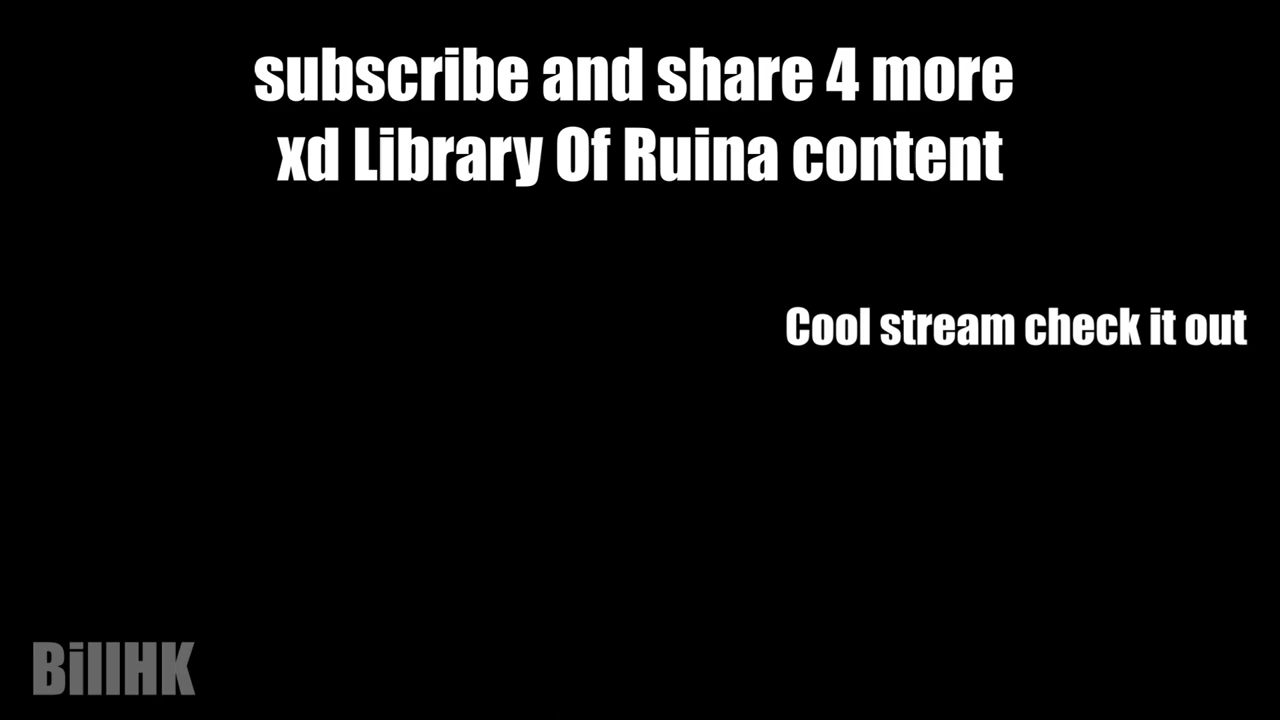 subscribe and share 4 more
xd Library Of Ruina content
Cool stream check it out
BillHK